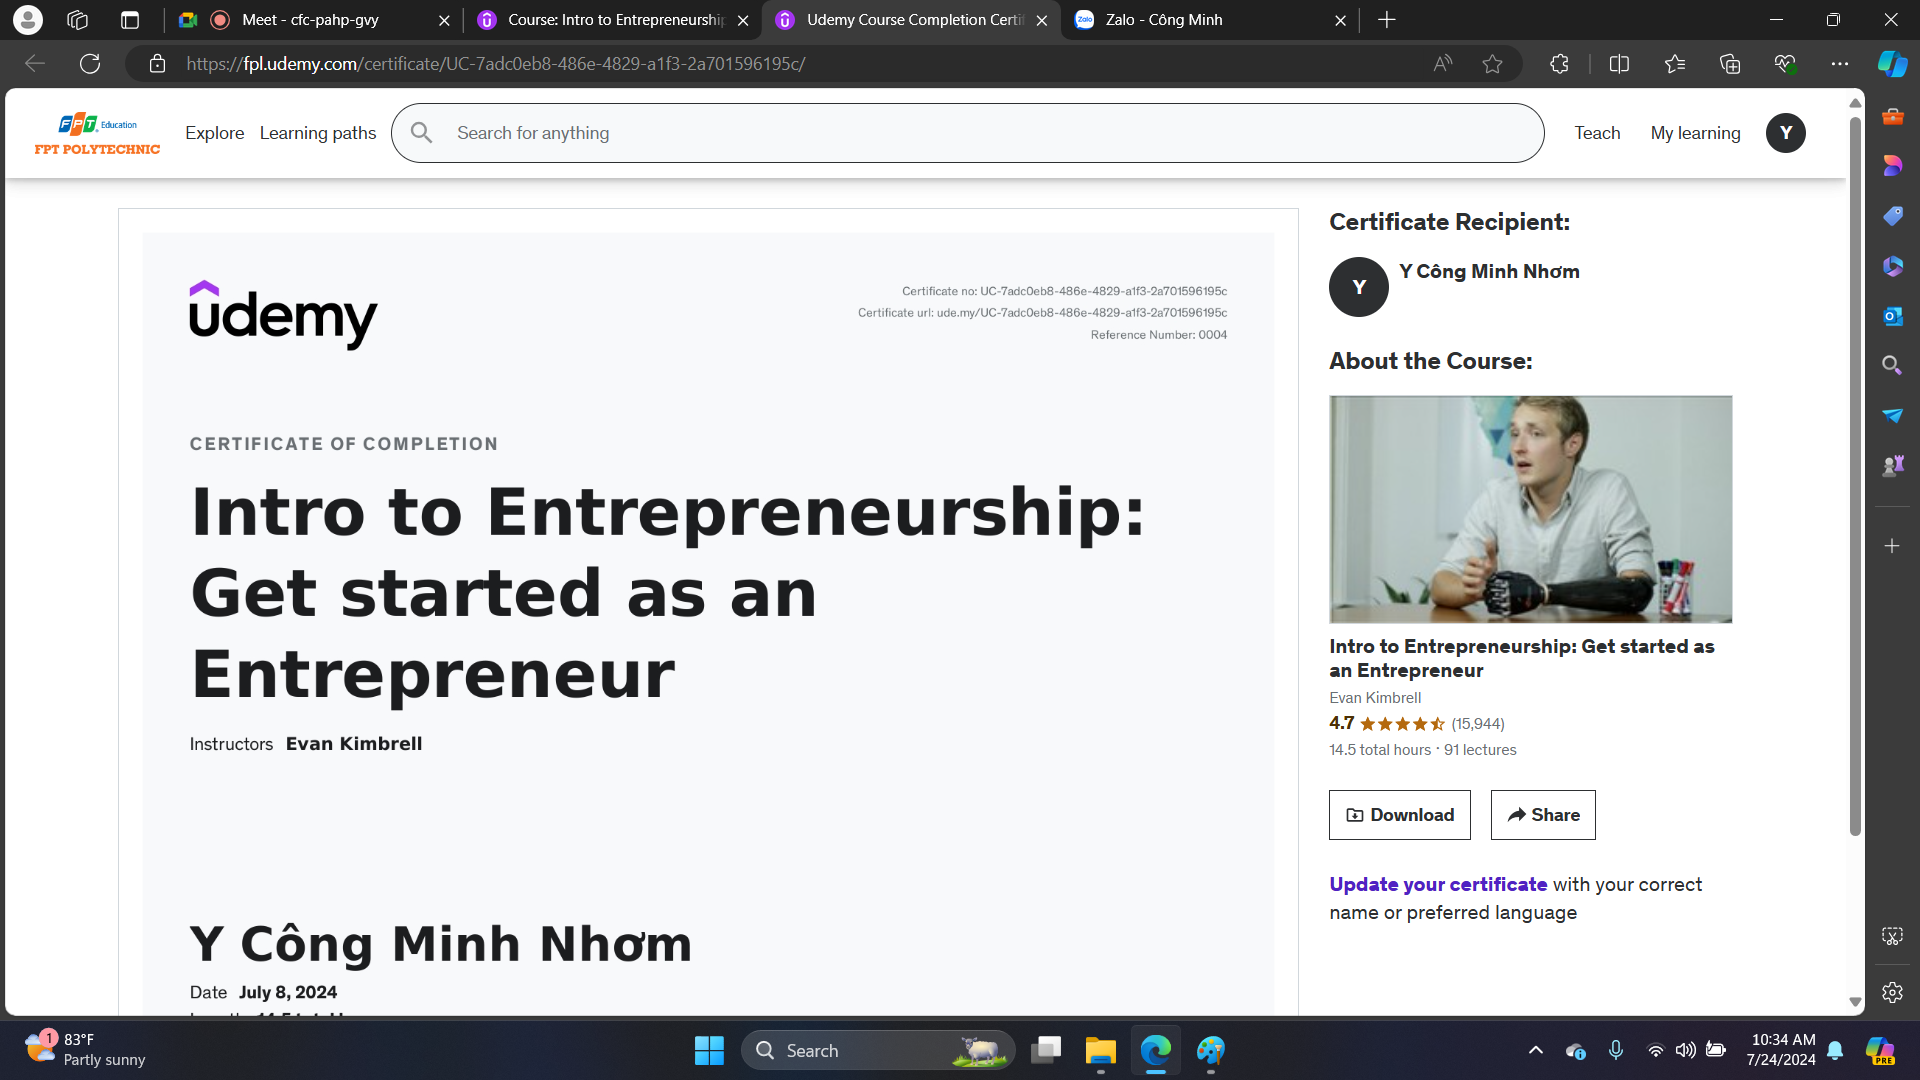 Meet - cfc-pahp-gvy
Course: Intro to Entrepreneurship
Udemy Course Completion Certif
Zalo - Công Minh
https://fpl.udemy.com/certificate/UC-7adc0eb8-486e-4829-a1f3-2a701596195c/
FPT Education
FPT POLYTECHNIC
Explore
Learning paths
Search for anything
Teach
My learning
Y
udemy
Certificate no: UC-7adc0eb8-486e-4829-a1f3-2a701596195c
Certificate url: ude.my/UC-7adc0eb8-486e-4829-a1f3-2a701596195c
Reference Number: 0004
CERTIFICATE OF COMPLETION
Intro to Entrepreneurship:
Get started as an
Entrepreneur
Instructors Evan Kimbrell
Y Công Minh Nhơm
Date July 8, 2024
Certificate Recipient:
Y
Y Công Minh Nhơm
About the Course:
Intro to Entrepreneurship: Get started as
an Entrepreneur
Evan Kimbrell
4.7 (15,944)
14.5 total hours · 91 lectures
Download
Share
Update your certificate with your correct
name or preferred language
1
83°F
Partly sunny
Search
10:34 AM
7/24/2024
PRE